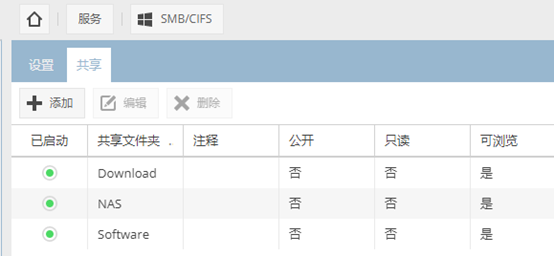 服务 SMB/CIFS
设置 共享
添加 编辑 删除
已启动 共享文件夹 注释 公开 只读 可浏览
Download 否 否 是
NAS 否 否 是
Software 否 否 是